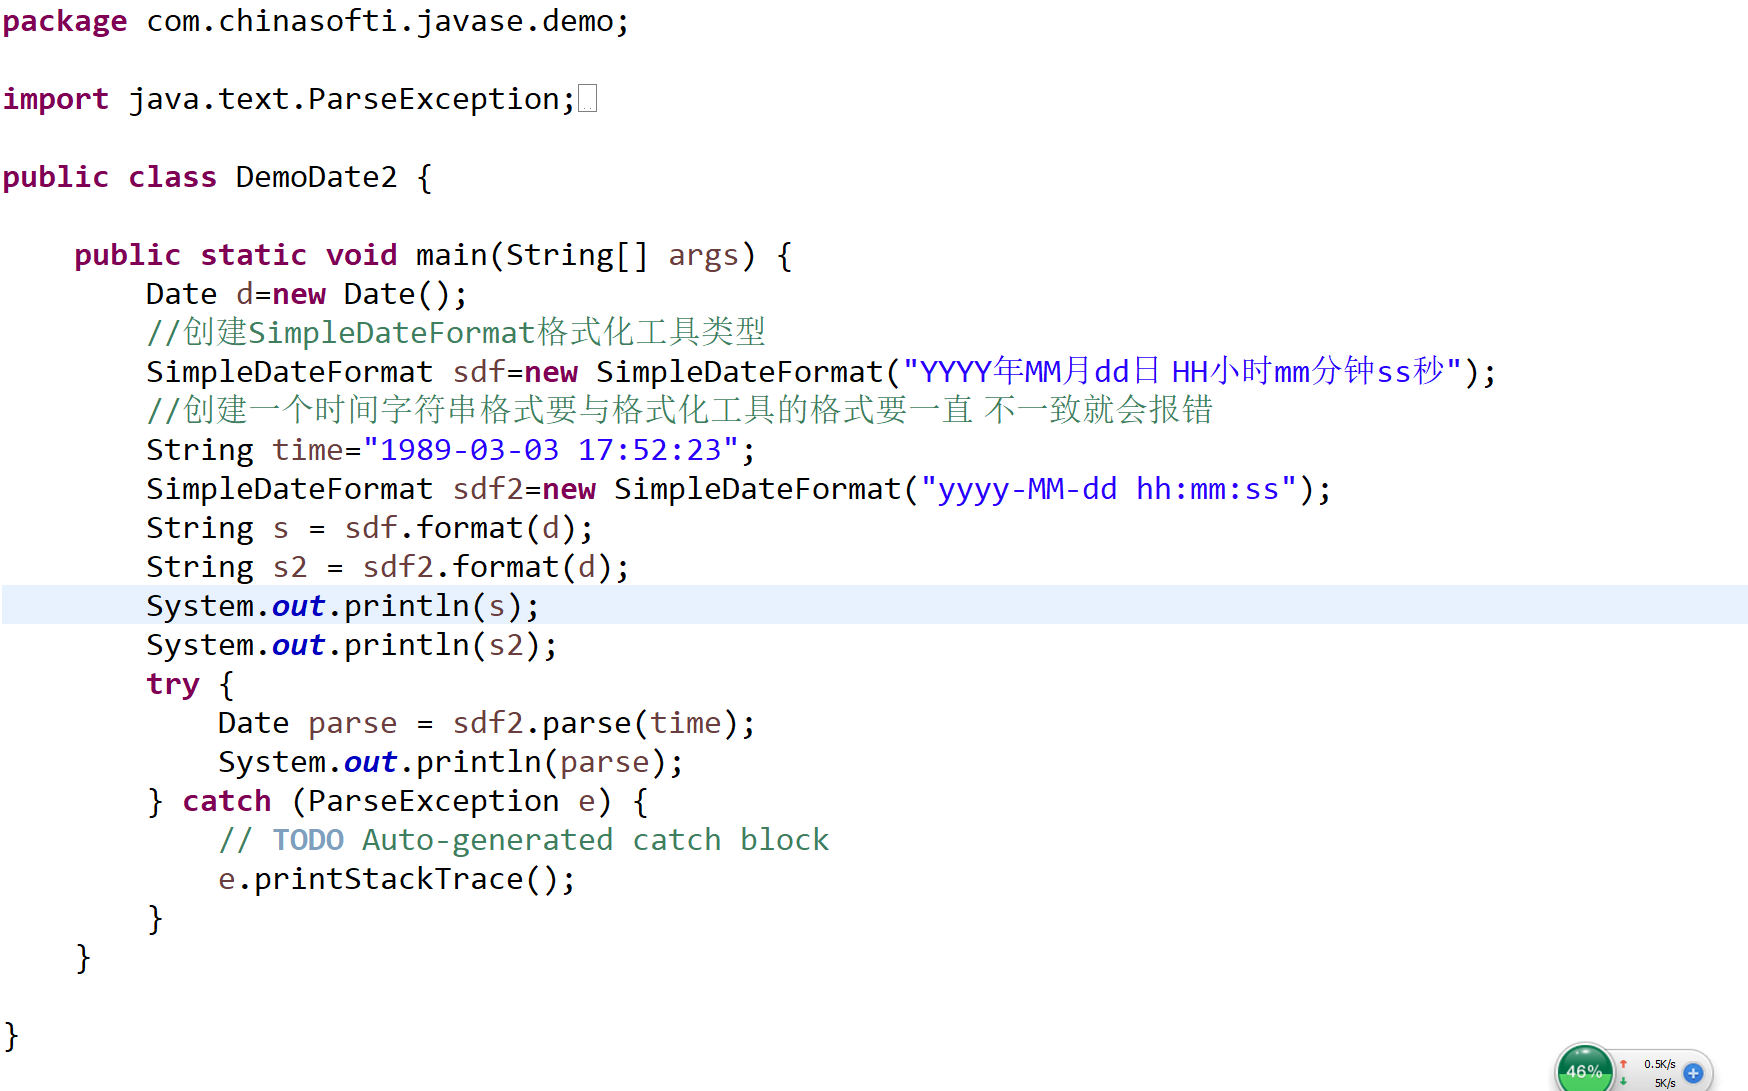 package com.chinasofti.javase.demo;
import java.text.ParseException;
public class DemoDate2 {
public static void main(String[] args) {
Date d=new Date();
//创建SimpleDateFormat格式化工具类型
SimpleDateFormat sdf=new SimpleDateFormat("YYYY年MM月dd日 HH小时mm分钟ss秒");
//创建一个时间字符串格式要与格式化工具的格式要一直 不一致就会报错
String time="1989-03-03 17:52:23";
SimpleDateFormat sdf2=new SimpleDateFormat("yyyy-MM-dd hh:mm:ss");
String s = sdf.format(d);
String s2 = sdf2.format(d);
System.out.println(s);
System.out.println(s2);
try {
Date parse = sdf2.parse(time);
System.out.println(parse);
} catch (ParseException e) {
// TODO Auto-generated catch block
e.printStackTrace();
}
}
}
46%
0.5K/s
5K/s